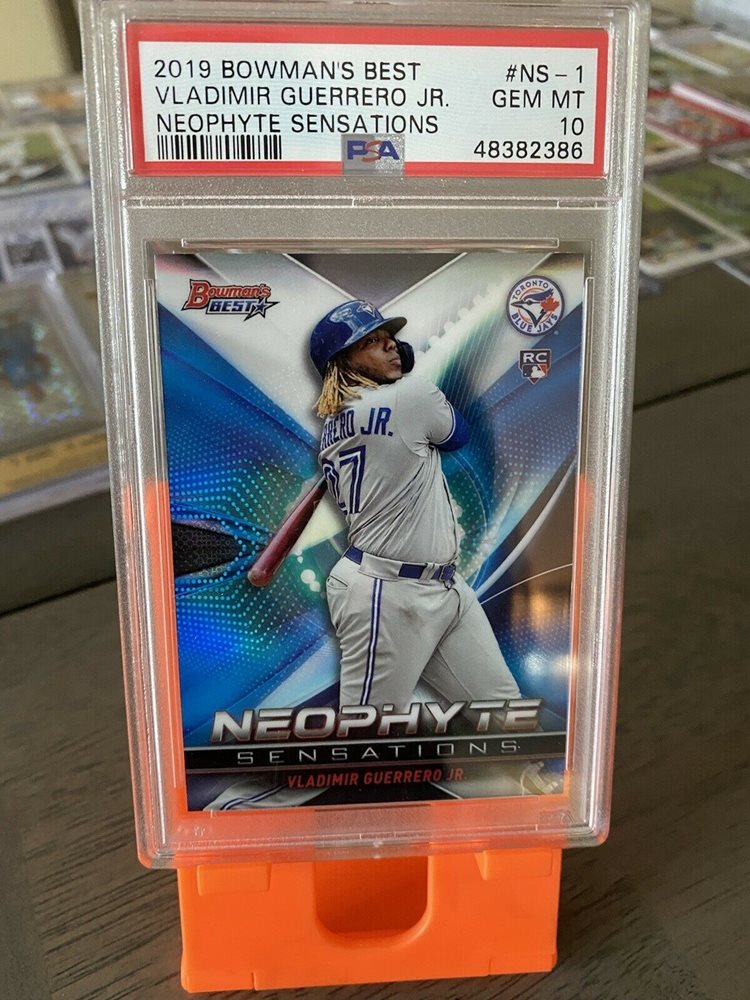 2019 BOWMAN'S BEST #NS-1
VLADIMIR GUERRERO JR. GEM MT
NEOPHYTE SENSATIONS 10
PSA 48382386
Bowman's
BEST
TORONTO
BLUE JAYS
RC
RRERO JR.
27
NEOPHYTE
SENSATIONS
VLADIMIR GUERRERO JR.